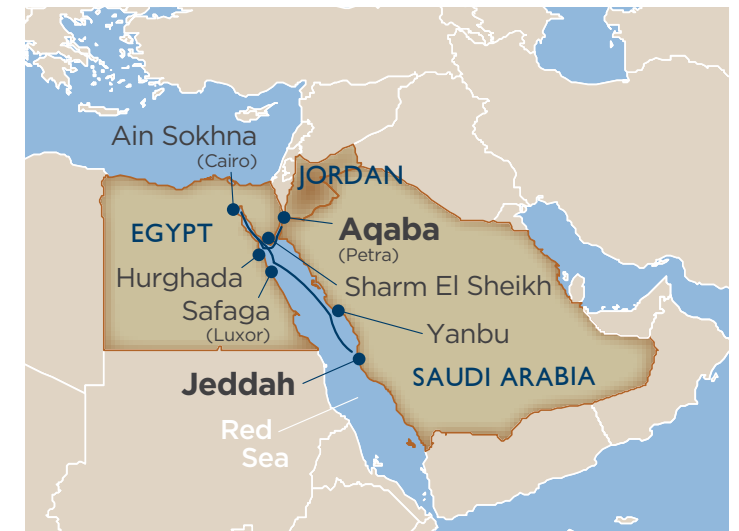 Ain Sokhna
(Cairo)
JORDAN
EGYPT
Aqaba
(Petra)
Hurghada
Sharm El Sheikh
Safaga
(Luxor)
Yanbu
Jeddah
SAUDI ARABIA
Red
Sea